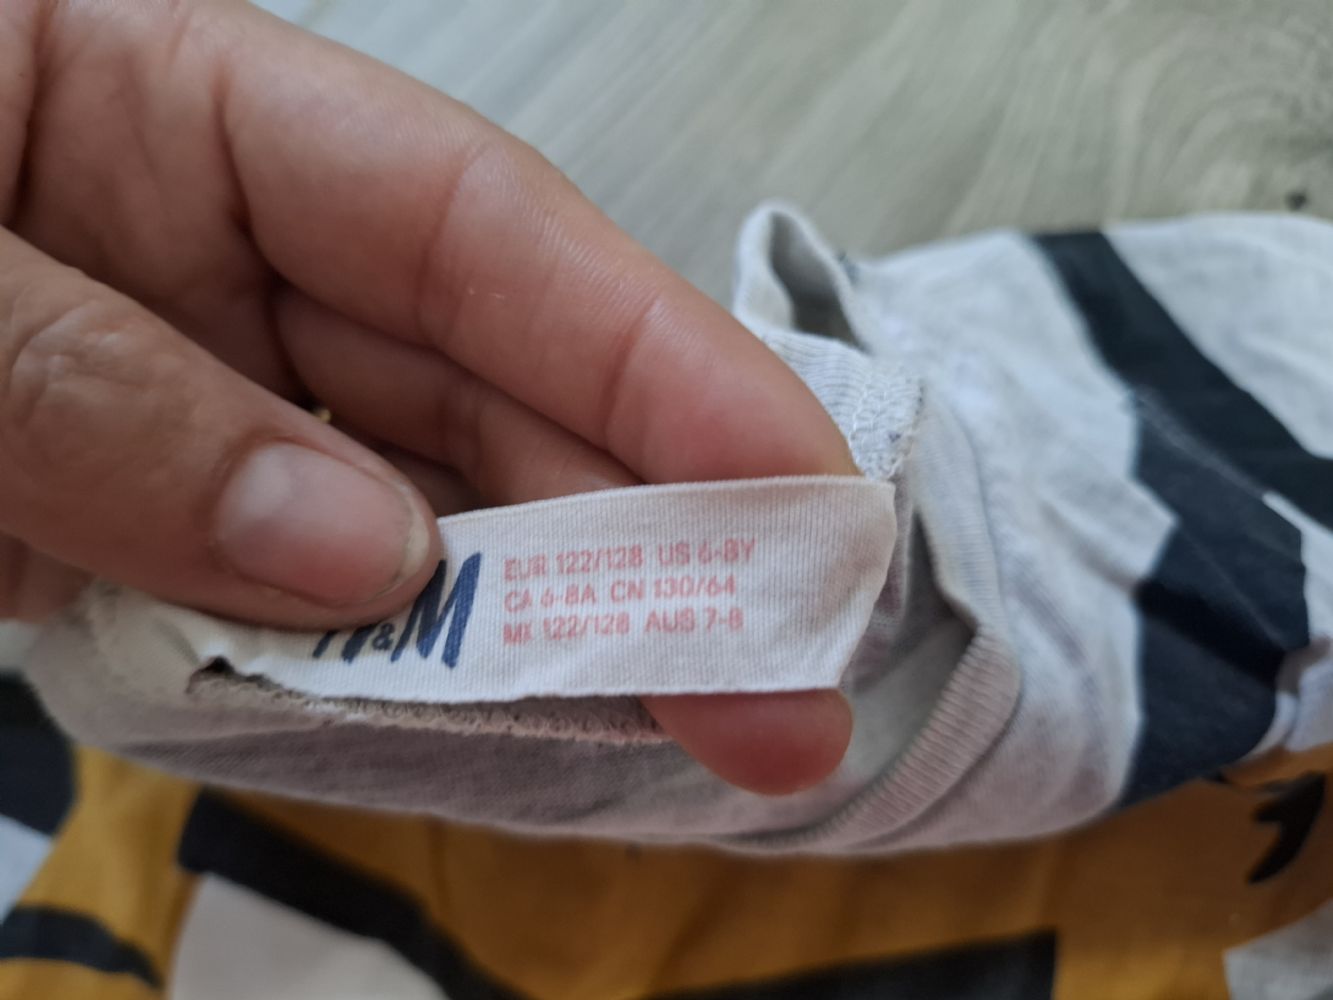 H&M
EUR 122/128 US 6-8Y
CA 6-8A CN 130/64
MX 122/128 AUS 7-8